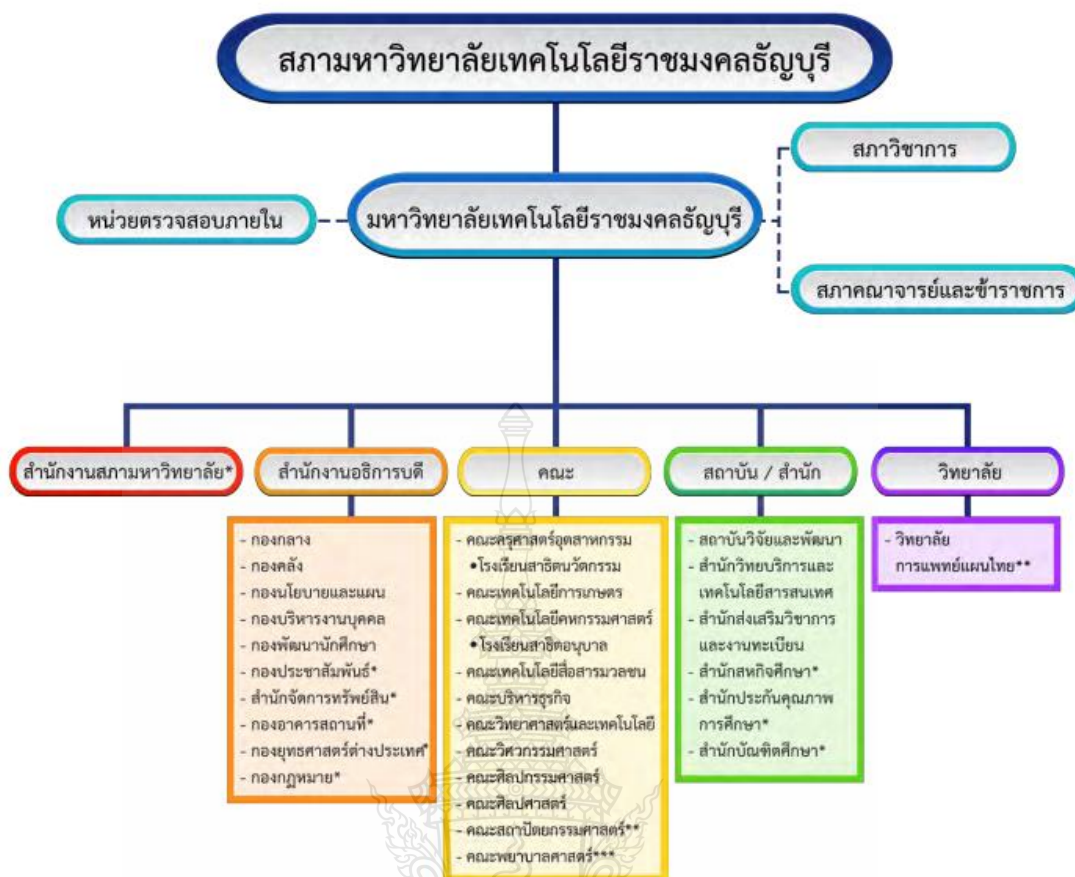 สภามหาวิทยาลัยเทคโนโลยีราชมงคลธัญบุรี
สภาวิชาการ
หน่วยตรวจสอบภายใน
มหาวิทยาลัยเทคโนโลยีราชมงคลธัญบุรี
สภาคณาจารย์และข้าราชการ
สำนักงานสภามหาวิทยาลัย*
สำนักงานอธิการบดี
คณะ
สถาบัน / สำนัก
วิทยาลัย
- กองกลาง
- กองคลัง
- กองนโยบายและแผน
- กองบริหารงานบุคคล
- กองพัฒนานักศึกษา
- กองประชาสัมพันธ์*
- สำนักจัดการทรัพย์สิน*
- กองอาคารสถานที่*
- กองยุทธศาสตร์ต่างประเทศ*
- กองกฎหมาย*
- คณะครุศาสตร์อุตสาหกรรม
•โรงเรียนสาธิตนวัตกรรม
- คณะเทคโนโลยีการเกษตร
- คณะเทคโนโลยีคหกรรมศาสตร์
•โรงเรียนสาธิตอนุบาล
- คณะเทคโนโลยีสื่อสารมวลชน
- คณะบริหารธุรกิจ
- คณะวิทยาศาสตร์และเทคโนโลยี
- คณะวิศวกรรมศาสตร์
- คณะศิลปกรรมศาสตร์
- คณะศิลปศาสตร์
- คณะสถาปัตยกรรมศาสตร์**
- คณะพยาบาลศาสตร์***
- สถาบันวิจัยและพัฒนา
- สำนักวิทยบริการและ
เทคโนโลยีสารสนเทศ
- สำนักส่งเสริมวิชาการ
และงานทะเบียน
- สำนักสหกิจศึกษา*
- สำนักประกันคุณภาพ
การศึกษา*
- สำนักบัณฑิตศึกษา*
- วิทยาลัย
การแพทย์แผนไทย**